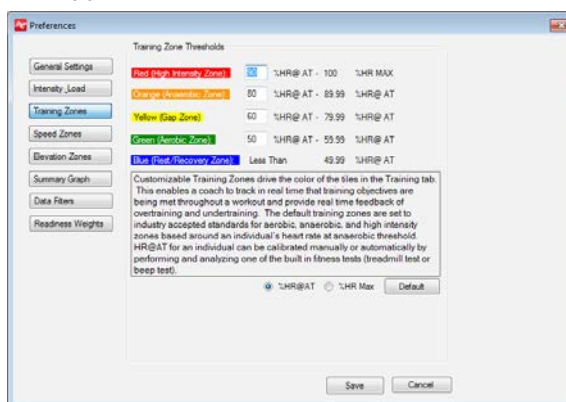 Preferences
Training Zone Thresholds
General Settings
Red (High Intensity Zone): 90 %HR@ AT - 100 %HR MAX
Intensity_Load
Orange (Anaerobic Zone): 80 %HR@ AT - 89.99 %HR@ AT
Training Zones
Yellow (Gap Zone) 60 %HR@ AT - 79.99 %HR@ AT
Speed Zones
Green (Aerobic Zone): 50 %HR@ AT - 59.99 %HR@ AT
Elevation Zones
Blue (Rest/Recovery Zone): Less Than 49.99 %HR@ AT
Summary Graph
Data Filters
Readiness Weights
Customizable Training Zones drive the color of the tiles in the Training tab.
This enables a coach to track in real time that training objectives are
being met throughout a workout and provide real time feedback of
overtraining and undertraining. The default training zones are set to
industry accepted standards for aerobic, anaerobic, and high intensity
zones based around an individual's heart rate at anaerobic threshold.
HR@AT for an individual can be calibrated manually or automatically by
performing and analyzing one of the built in fitness tests (treadmill test or
beep test).
%HR@AT %HR Max Default
Save Cancel